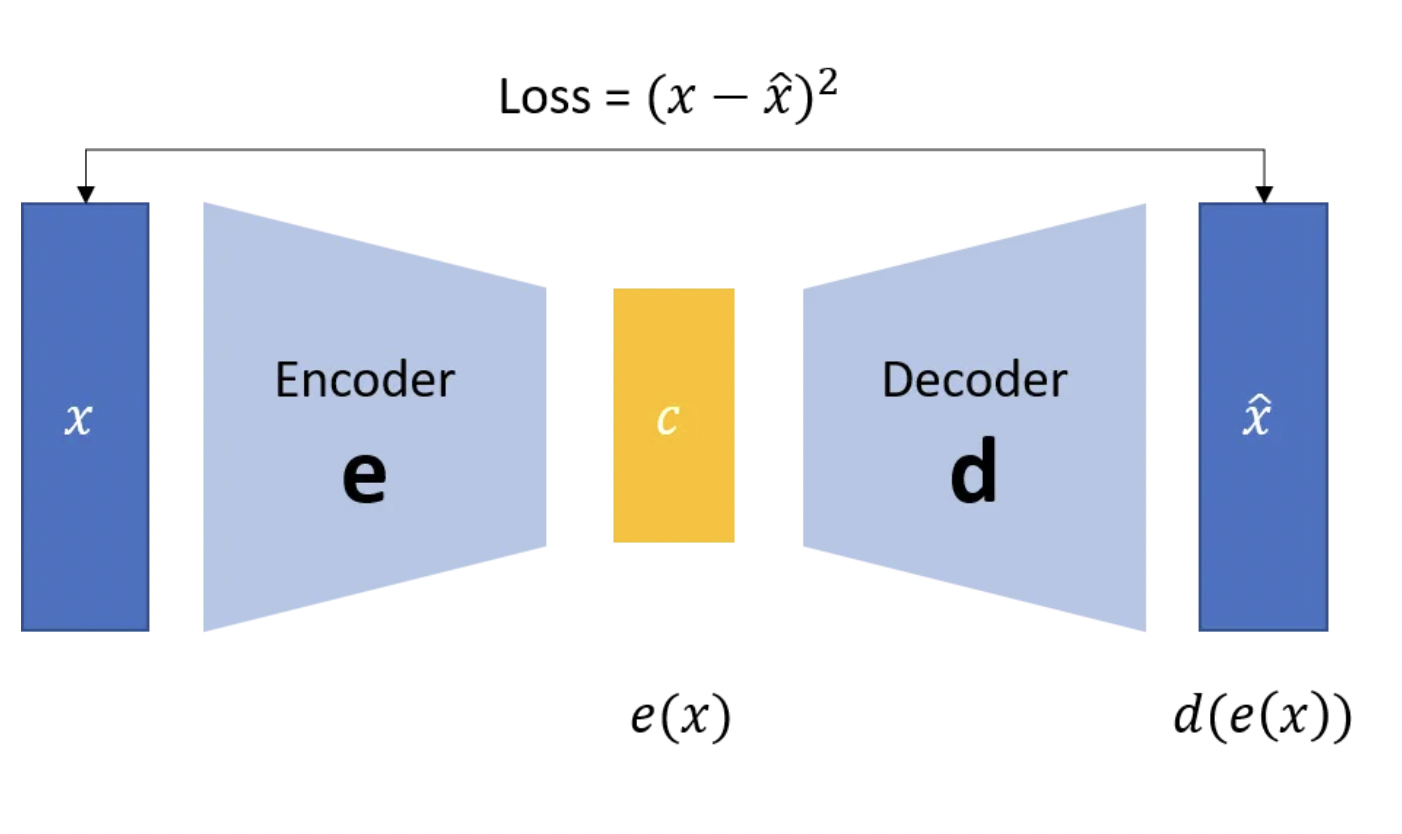 Loss = (x − x̂)²
x
Encoder
e
c
Decoder
d
x̂
e(x)
d(e(x))